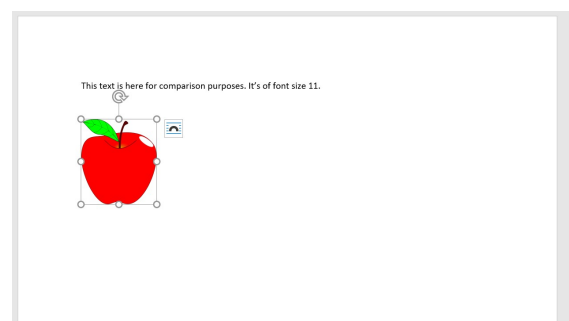 This text is here for comparison purposes. It’s of font size 11.